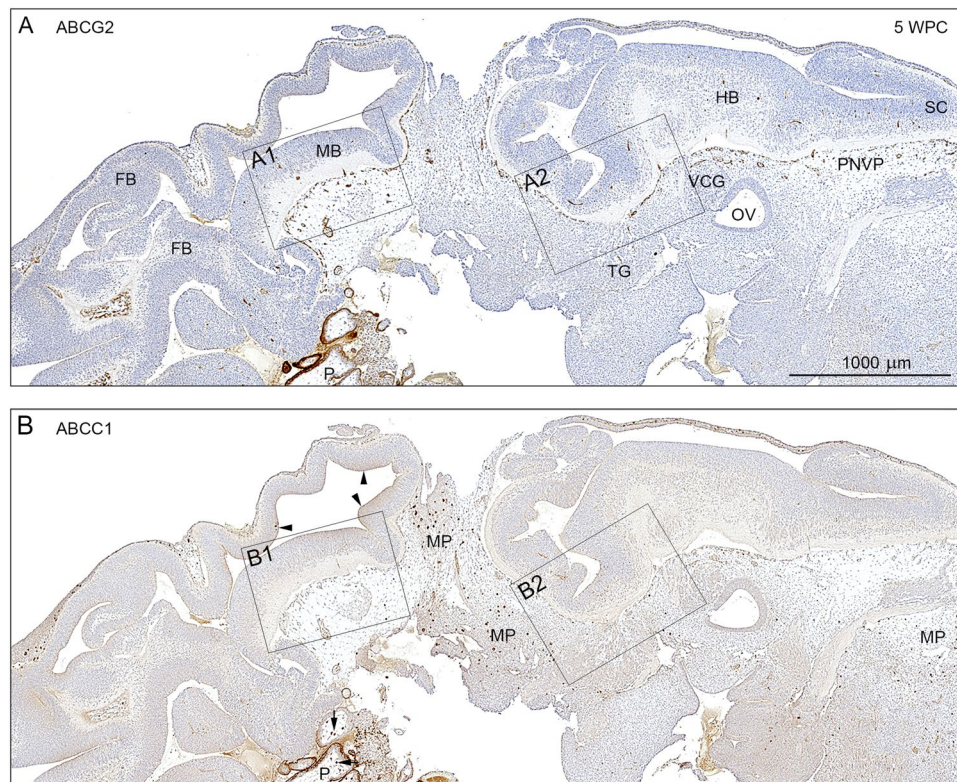 A ABCG2 5 WPC
HB
SC
A1
MB
FB
A2
PNVP
VCG
OV
FB
TG
P
1000 μm
B ABCC1
B1
MP
B2
MP
MP
P